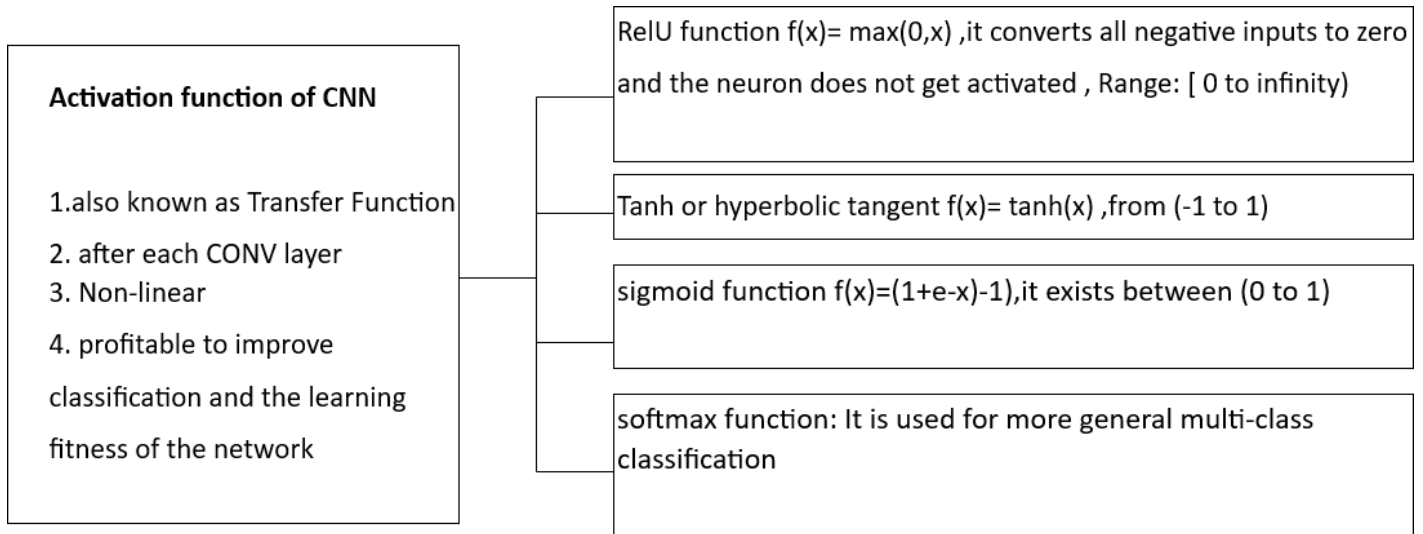 Activation function of CNN
1.also known as Transfer Function
2. after each CONV layer
3. Non-linear
4. profitable to improve
classification and the learning
fitness of the network
RelU function f(x)= max(0,x) ,it converts all negative inputs to zero
and the neuron does not get activated , Range: [ 0 to infinity)
Tanh or hyperbolic tangent f(x)= tanh(x) ,from (-1 to 1)
sigmoid function f(x)=(1+e-x)-1),it exists between (0 to 1)
softmax function: It is used for more general multi-class
classification